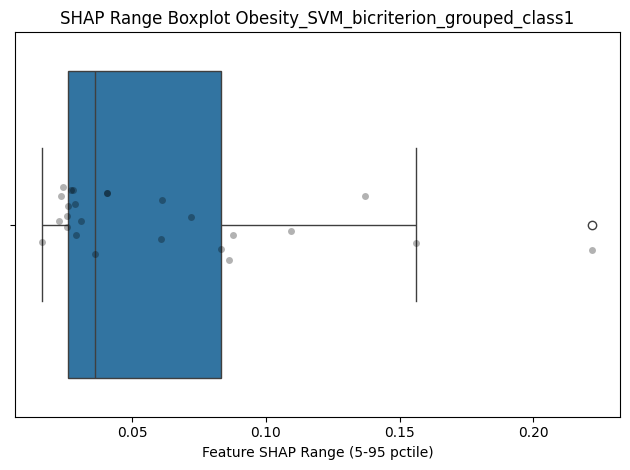 SHAP Range Boxplot Obesity_SVM_bicriterion_grouped_class1
0.05 0.10 0.15 0.20
Feature SHAP Range (5-95 pctile)